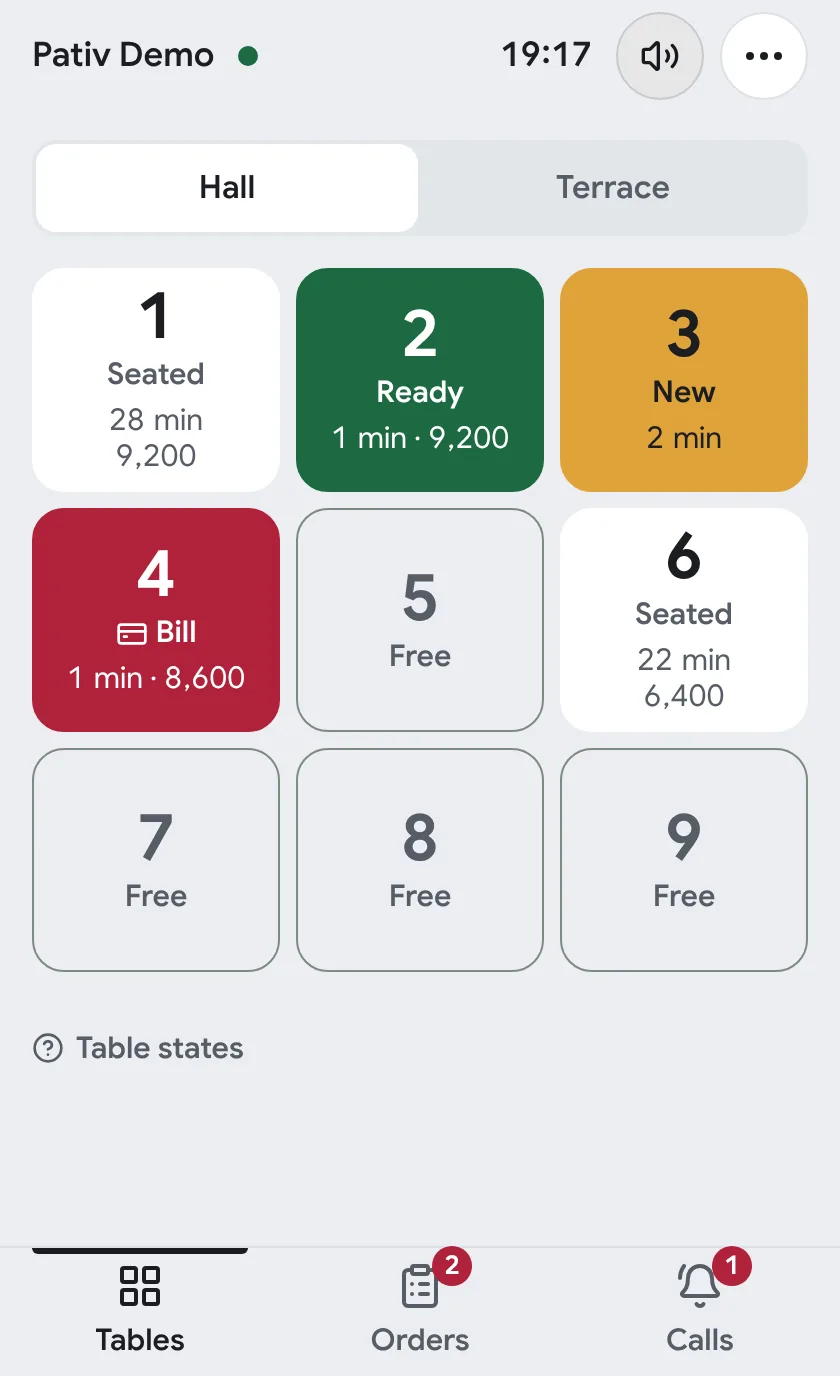 Pativ Demo
19:17
Hall
Terrace
1
Seated
28 min
9,200
2
Ready
1 min · 9,200
3
New
2 min
4
Bill
1 min · 8,600
5
Free
6
Seated
22 min
6,400
7
Free
8
Free
9
Free
? Table states
Tables
2
Orders
1
Calls